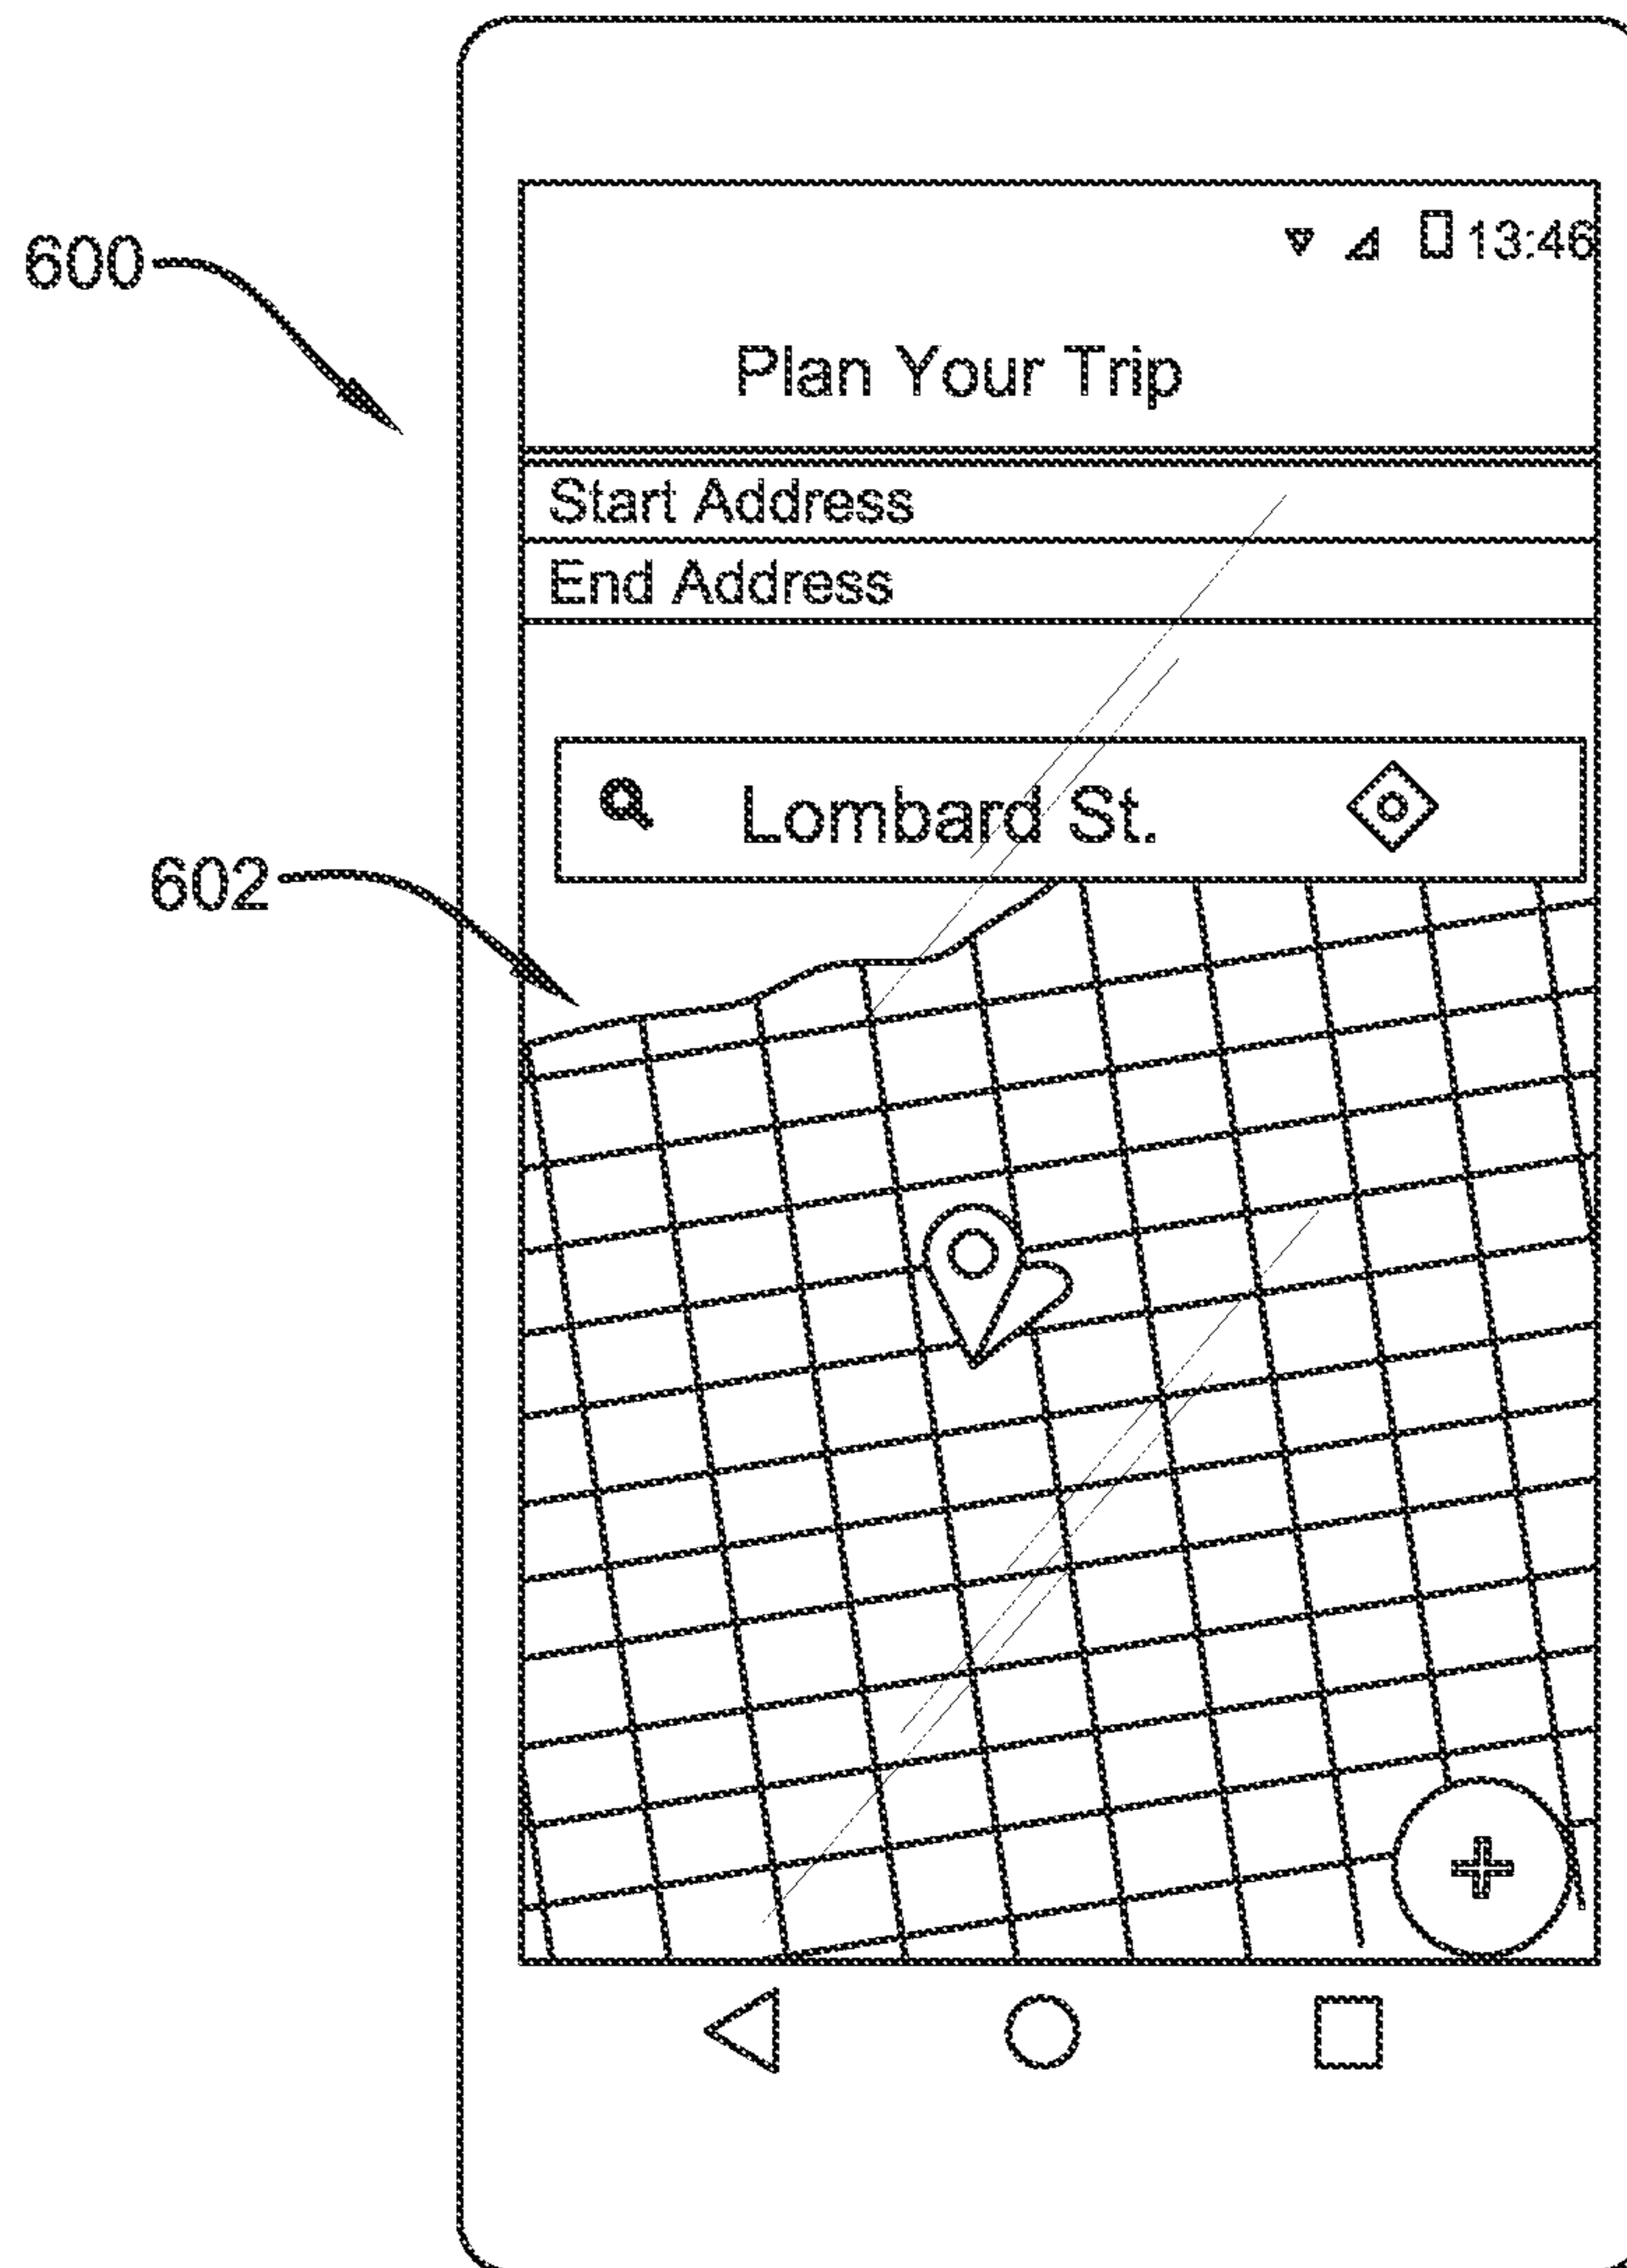 600
13:46
Plan Your Trip
Start Address
End Address
Lombard St.
602